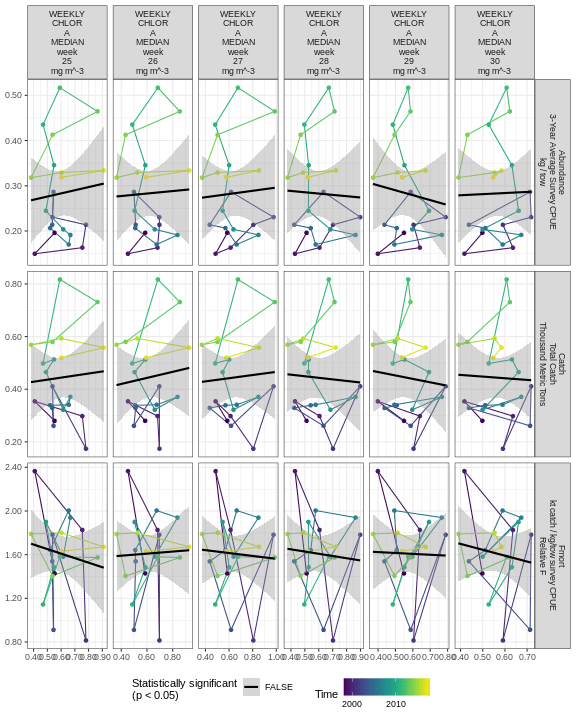 WEEKLY
CHLOR
A
MEDIAN
week
25
mg m^-3
WEEKLY
CHLOR
A
MEDIAN
week
26
mg m^-3
WEEKLY
CHLOR
A
MEDIAN
week
27
mg m^-3
WEEKLY
CHLOR
A
MEDIAN
week
28
mg m^-3
WEEKLY
CHLOR
A
MEDIAN
week
29
mg m^-3
WEEKLY
CHLOR
A
MEDIAN
week
30
mg m^-3
0.50
0.40
0.30
0.20
Abundance
3-Year Average Survey CPUE
kg / tow
0.80
0.60
0.40
0.20
Catch
Total Catch
Thousand Metric Tons
2.40
2.00
1.60
1.20
0.80
Fmort
kt catch / kg/tow survey CPUE
Relative F
0.40 0.50 0.60 0.70 0.80 0.90
0.40 0.60 0.80
0.40 0.60 0.80 1.00
0.40 0.50 0.60 0.70 0.80 0.90
0.40 0.50 0.60 0.70 0.80
0.40 0.50 0.60 0.70
Statistically significant
(p < 0.05)
FALSE
Time
2000 2010